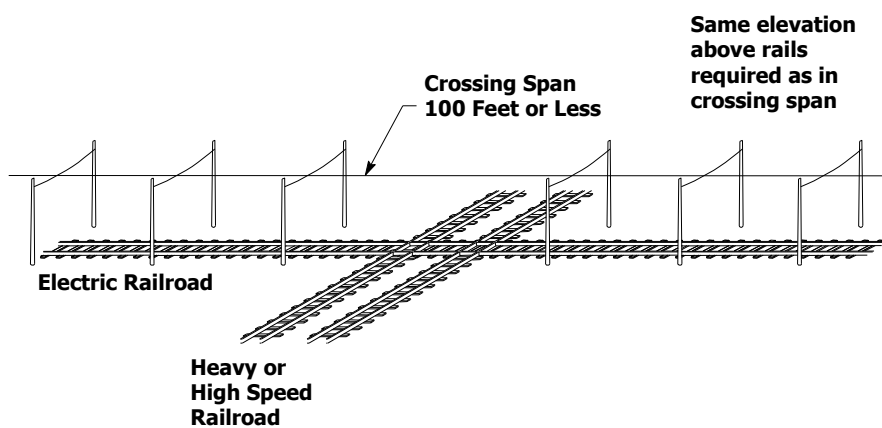 Same elevation
above rails
required as in
crossing span
Crossing Span
100 Feet or Less
Electric Railroad
Heavy or
High Speed
Railroad